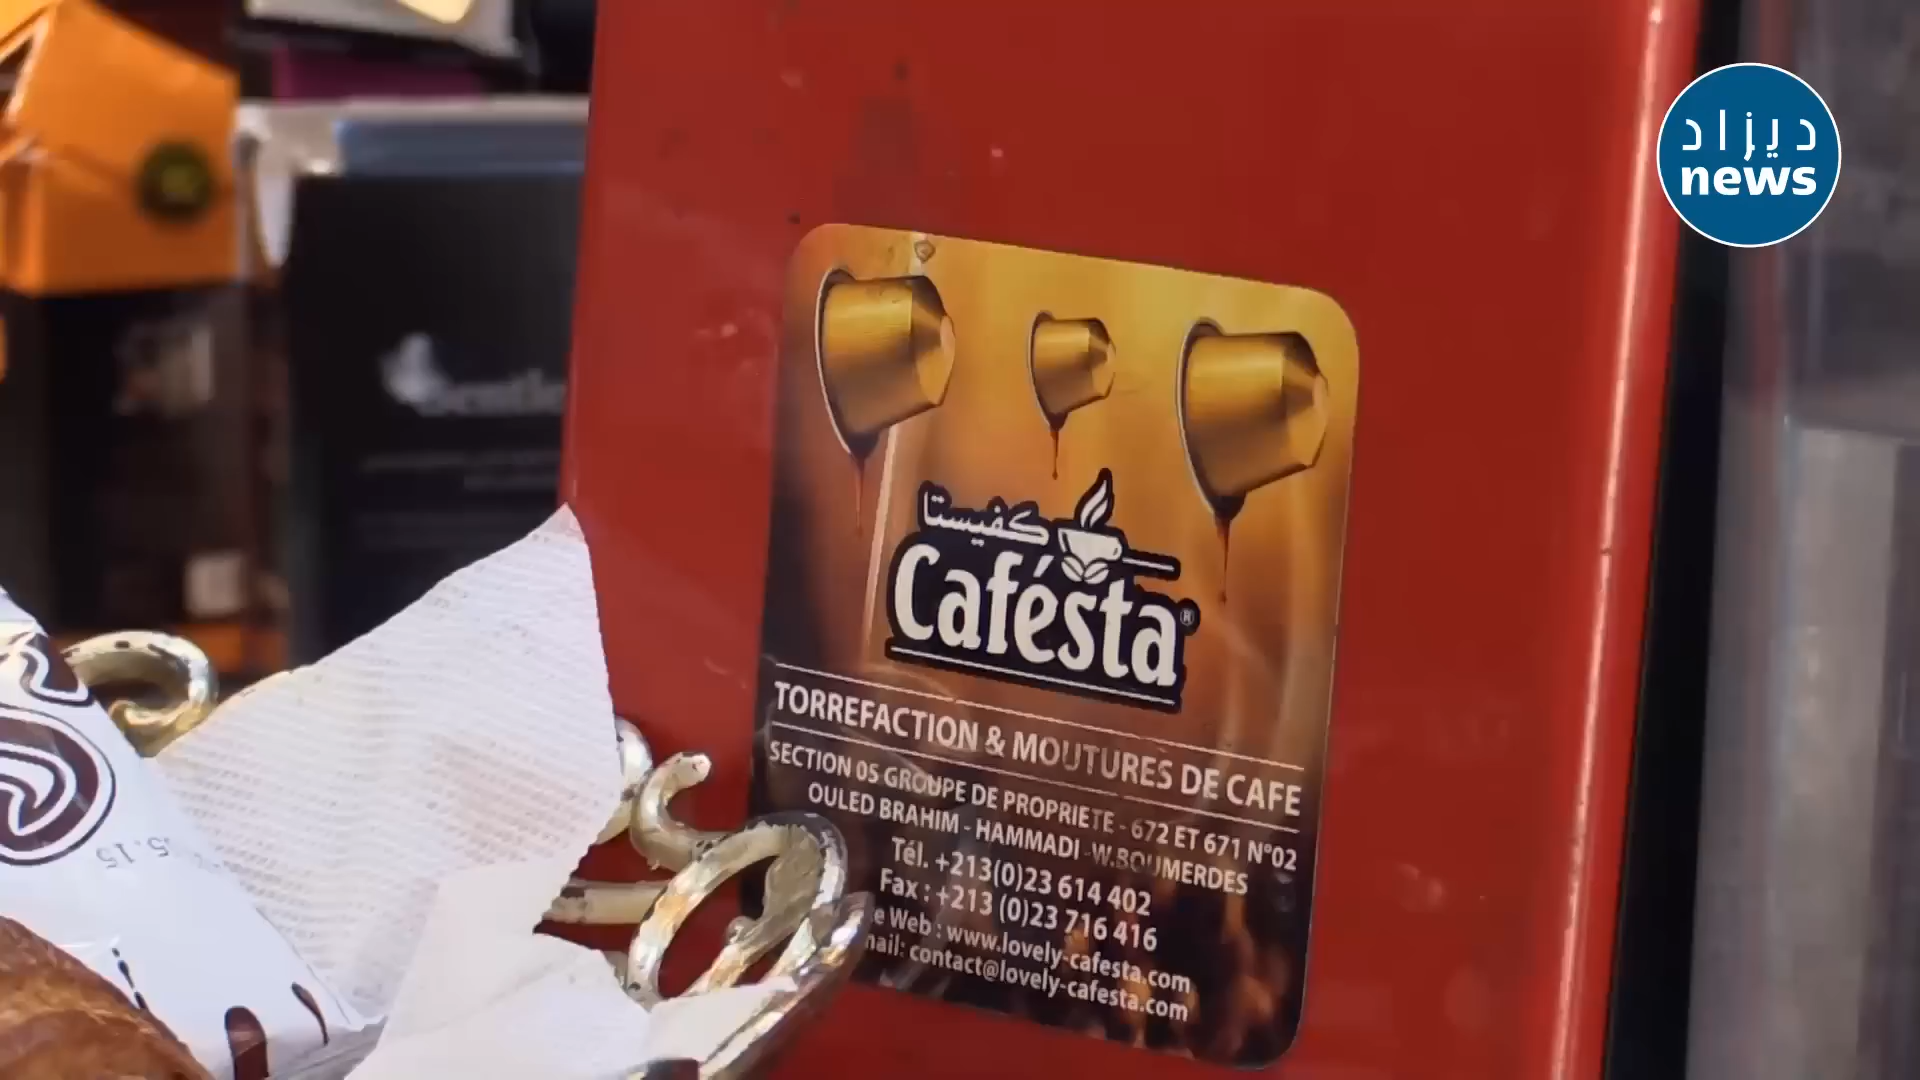 ديزاد
news
كفيستا
Cafésta®
TORREFACTION & MOUTURES DE CAFE
SECTION 05 GROUPE DE PROPRIETE - 672 ET 671 N°02
OULED BRAHIM - HAMMADI -W.BOUMERDES
Tél. +213(0)23 614 402
Fax : +213 (0)23 716 416
Web : www.lovely-cafesta.com
contact@lovely-cafesta.com